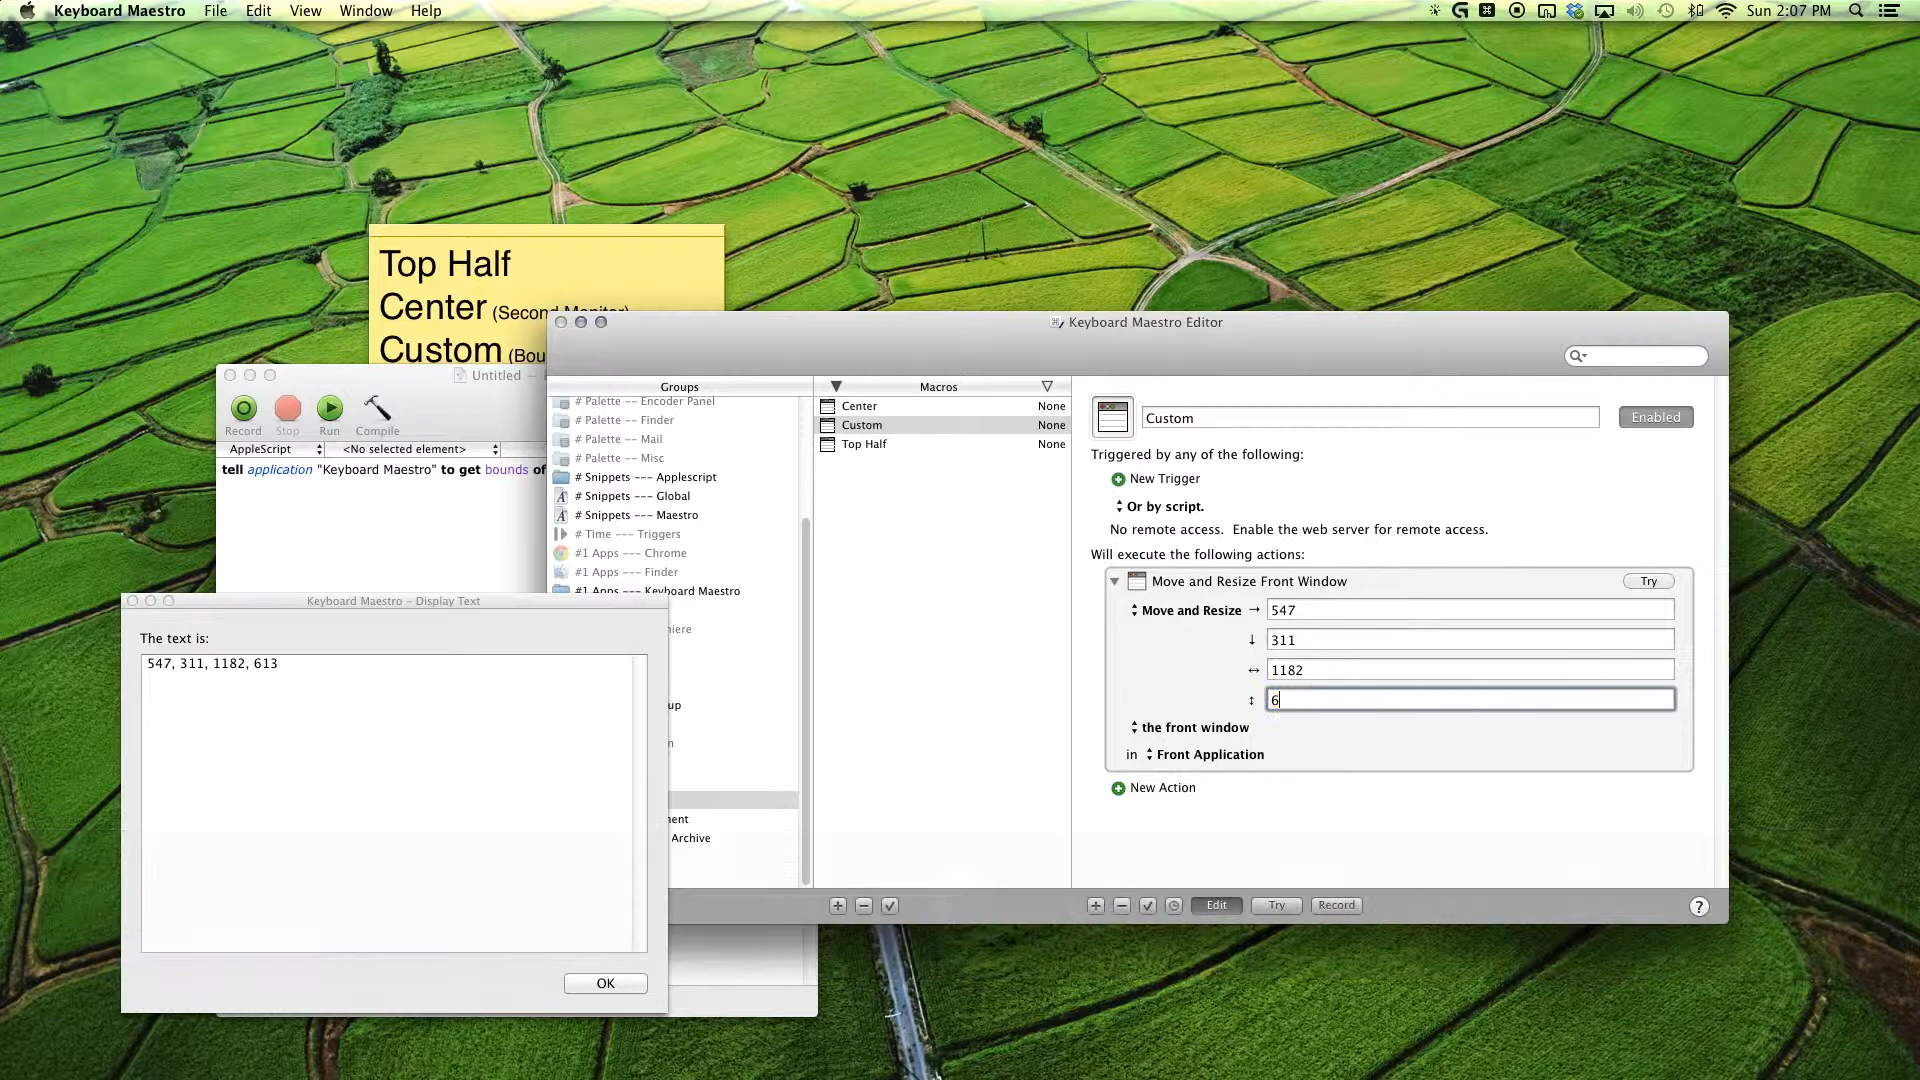 Keyboard Maestro File Edit View Window Help
Sun 2:07 PM
Top Half
Center (Second Monitor)
Custom (Bou
Untitled —
Record Stop Run Compile
AppleScript <No selected element>
tell application "Keyboard Maestro" to get bounds of
Keyboard Maestro Editor
Groups
# Palette -- Encoder Panel
# Palette -- Finder
# Palette -- Mail
# Palette -- Misc
# Snippets --- Applescript
# Snippets --- Global
# Snippets --- Maestro
# Time --- Triggers
#1 Apps --- Chrome
#1 Apps --- Finder
#1 Apps --- Keyboard Maestro
iere
up
n
ent
Archive
Macros
Center None
Custom None
Top Half None
Custom
Enabled
Triggered by any of the following:
New Trigger
Or by script.
No remote access. Enable the web server for remote access.
Will execute the following actions:
Move and Resize Front Window
Try
Move and Resize → 547
↓ 311
↔ 1182
↕ 6
the front window
in Front Application
New Action
Edit Try Record
?
Keyboard Maestro – Display Text
The text is:
547, 311, 1182, 613
OK